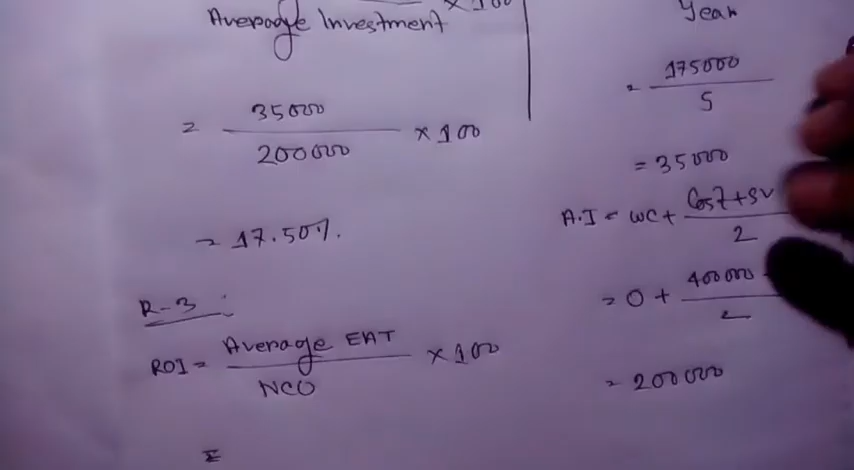 × 100
Average Investment
= 35000 / 200000 × 100
= 17.50%.
R-3 :
ROI = Average EAT / NCO × 100
=
Year
= 175000 / 5
= 35000
A.I = WC + Cost + SV / 2
= 0 + 400000 / 2
= 200000